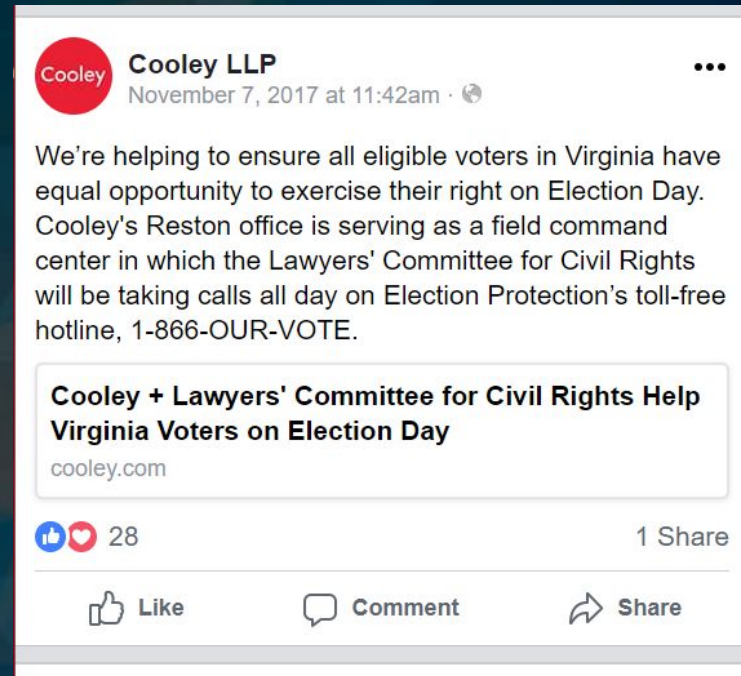 Cooley
Cooley LLP
November 7, 2017 at 11:42am ·
We're helping to ensure all eligible voters in Virginia have
equal opportunity to exercise their right on Election Day.
Cooley's Reston office is serving as a field command
center in which the Lawyers' Committee for Civil Rights
will be taking calls all day on Election Protection’s toll-free
hotline, 1-866-OUR-VOTE.
Cooley + Lawyers' Committee for Civil Rights Help
Virginia Voters on Election Day
cooley.com
28
1 Share
Like
Comment
Share